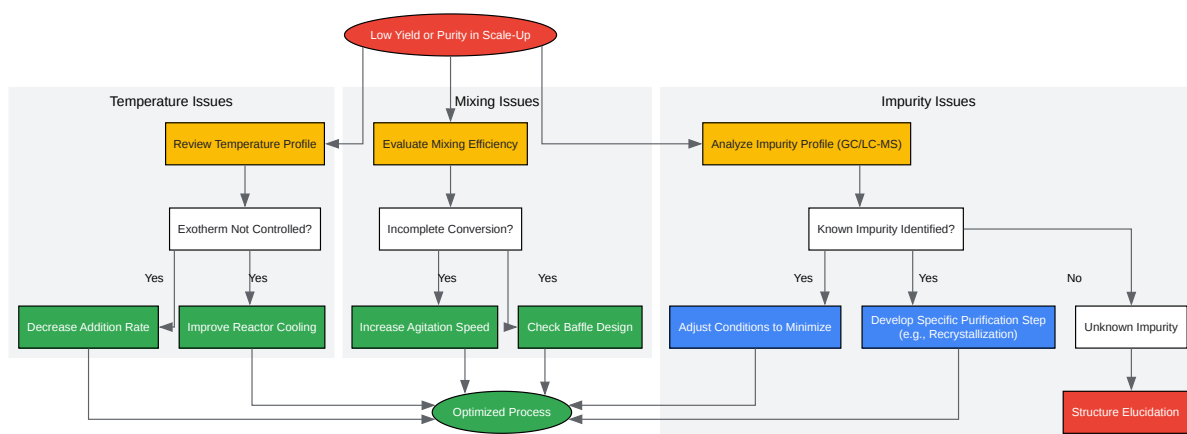 Low Yield or Purity in Scale-Up
Temperature Issues
Mixing Issues
Impurity Issues
Review Temperature Profile
Evaluate Mixing Efficiency
Analyze Impurity Profile (GC/LC-MS)
Exotherm Not Controlled?
Incomplete Conversion?
Known Impurity Identified?
Yes
Yes
Yes
Yes
Yes
Yes
No
Decrease Addition Rate
Improve Reactor Cooling
Increase Agitation Speed
Check Baffle Design
Adjust Conditions to Minimize
Develop Specific Purification Step
(e.g., Recrystallization)
Unknown Impurity
Optimized Process
Structure Elucidation